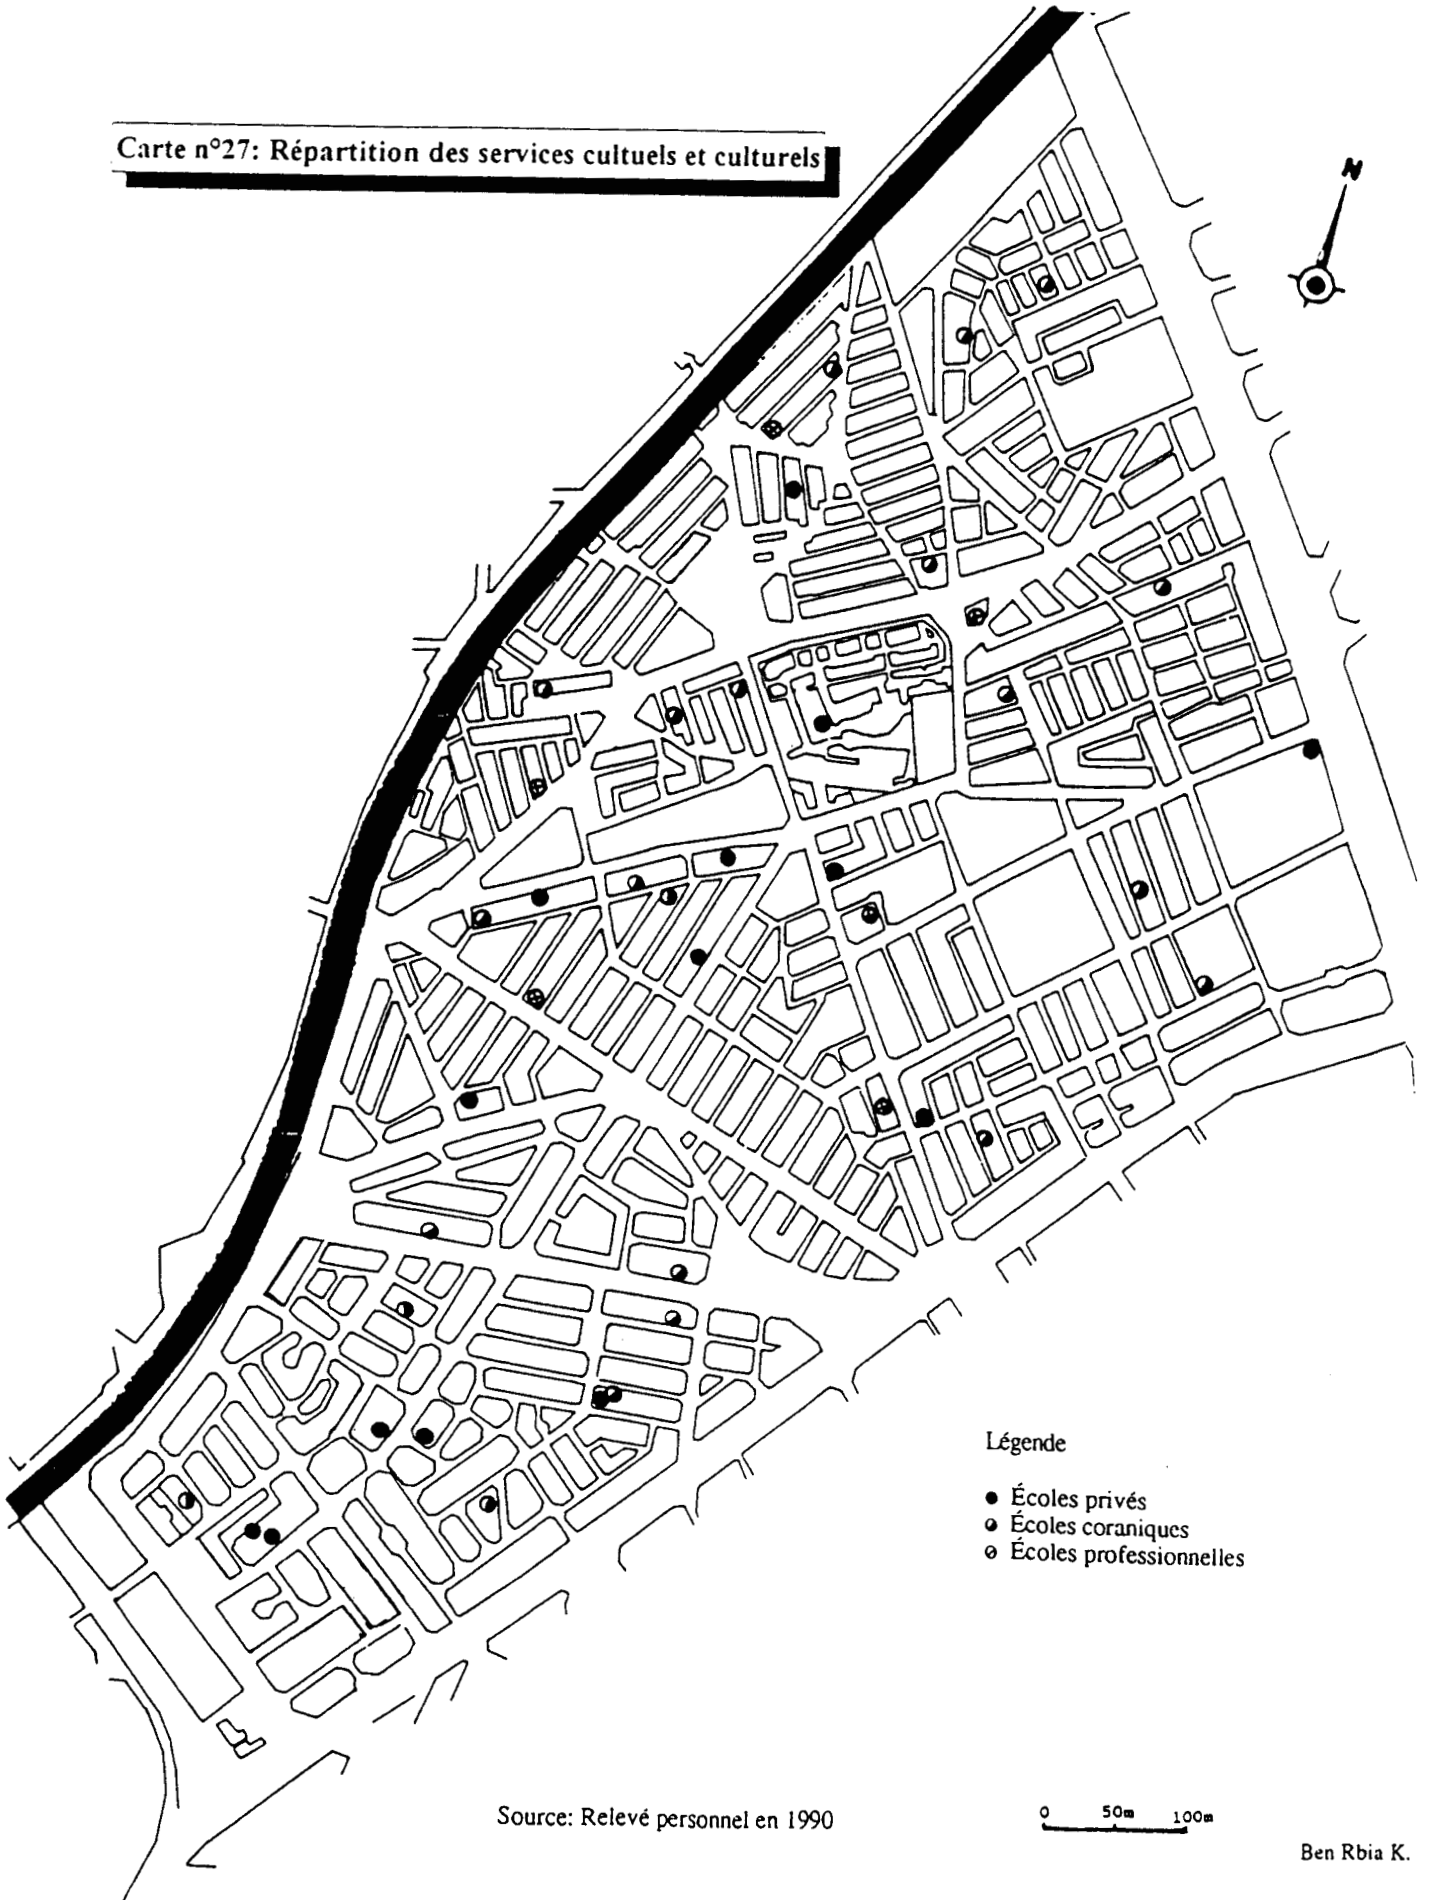 Carte n°27: Répartition des services cultuels et culturels
N
Légende
Écoles privés
Écoles coraniques
Écoles professionnelles
Source: Relevé personnel en 1990
0 50m 100m
Ben Rbia K.